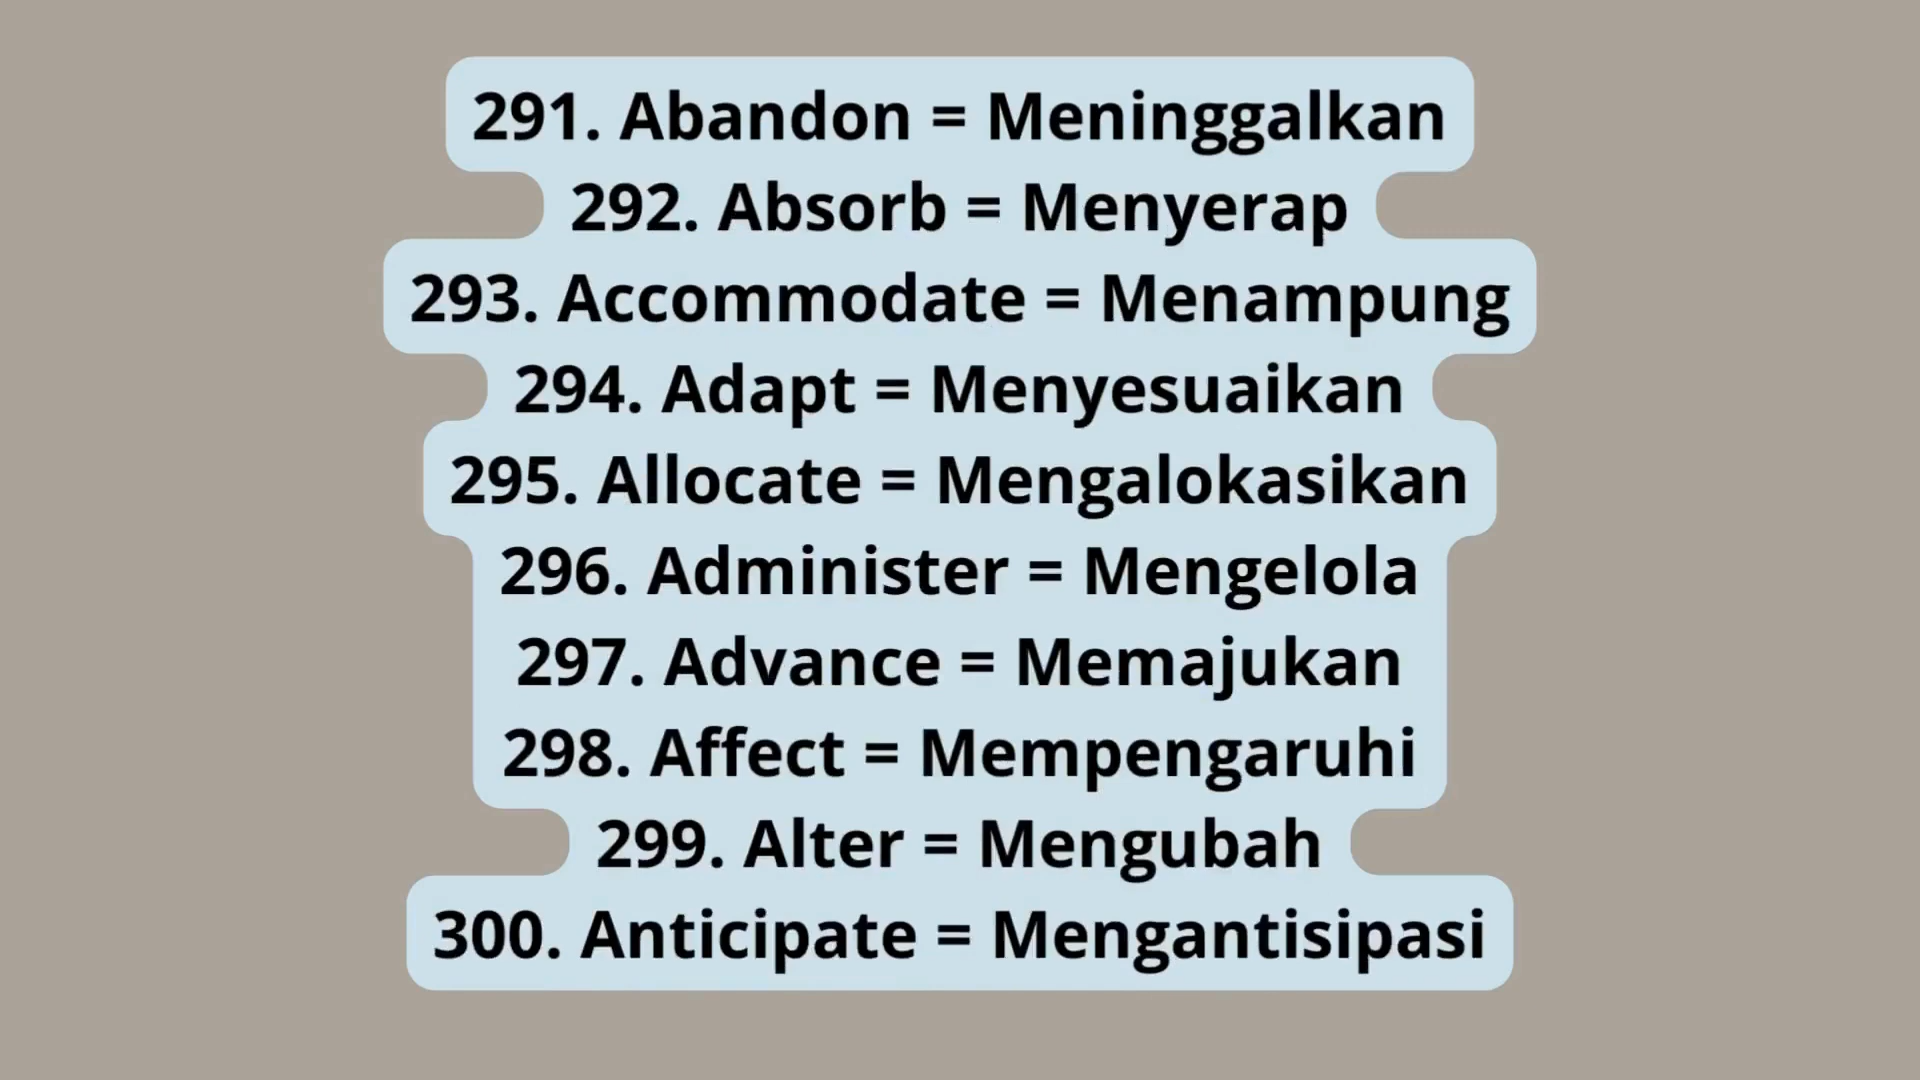 291. Abandon = Meninggalkan
292. Absorb = Menyerap
293. Accommodate = Menampung
294. Adapt = Menyesuaikan
295. Allocate = Mengalokasikan
296. Administer = Mengelola
297. Advance = Memajukan
298. Affect = Mempengaruhi
299. Alter = Mengubah
300. Anticipate = Mengantisipasi